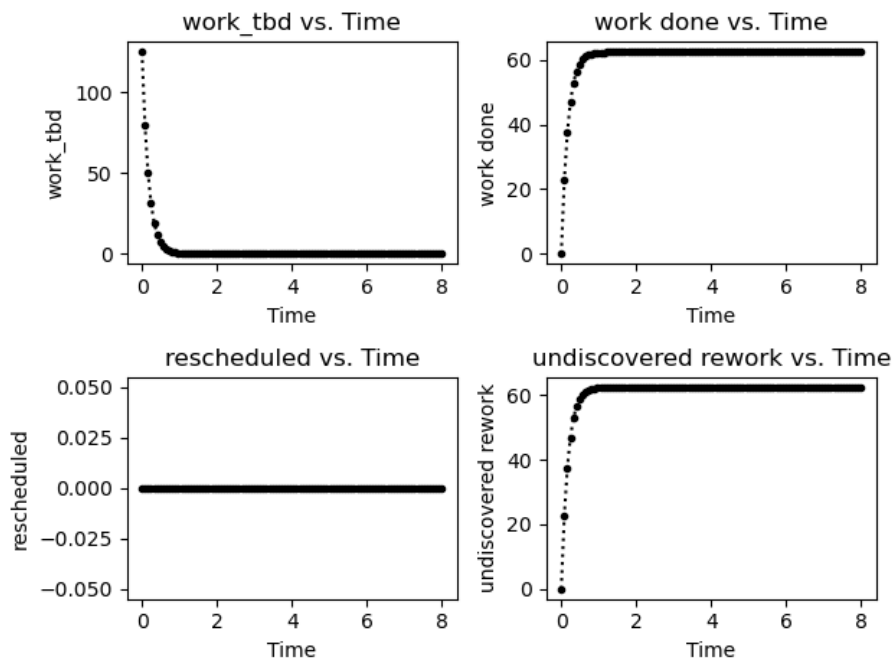 work_tbd vs. Time
work_tbd
100
50
0
0 2 4 6 8
Time
work done vs. Time
work done
60
40
20
0
0 2 4 6 8
Time
rescheduled vs. Time
rescheduled
0.050
0.025
0.000
−0.025
−0.050
0 2 4 6 8
Time
undiscovered rework vs. Time
undiscovered rework
60
40
20
0
0 2 4 6 8
Time